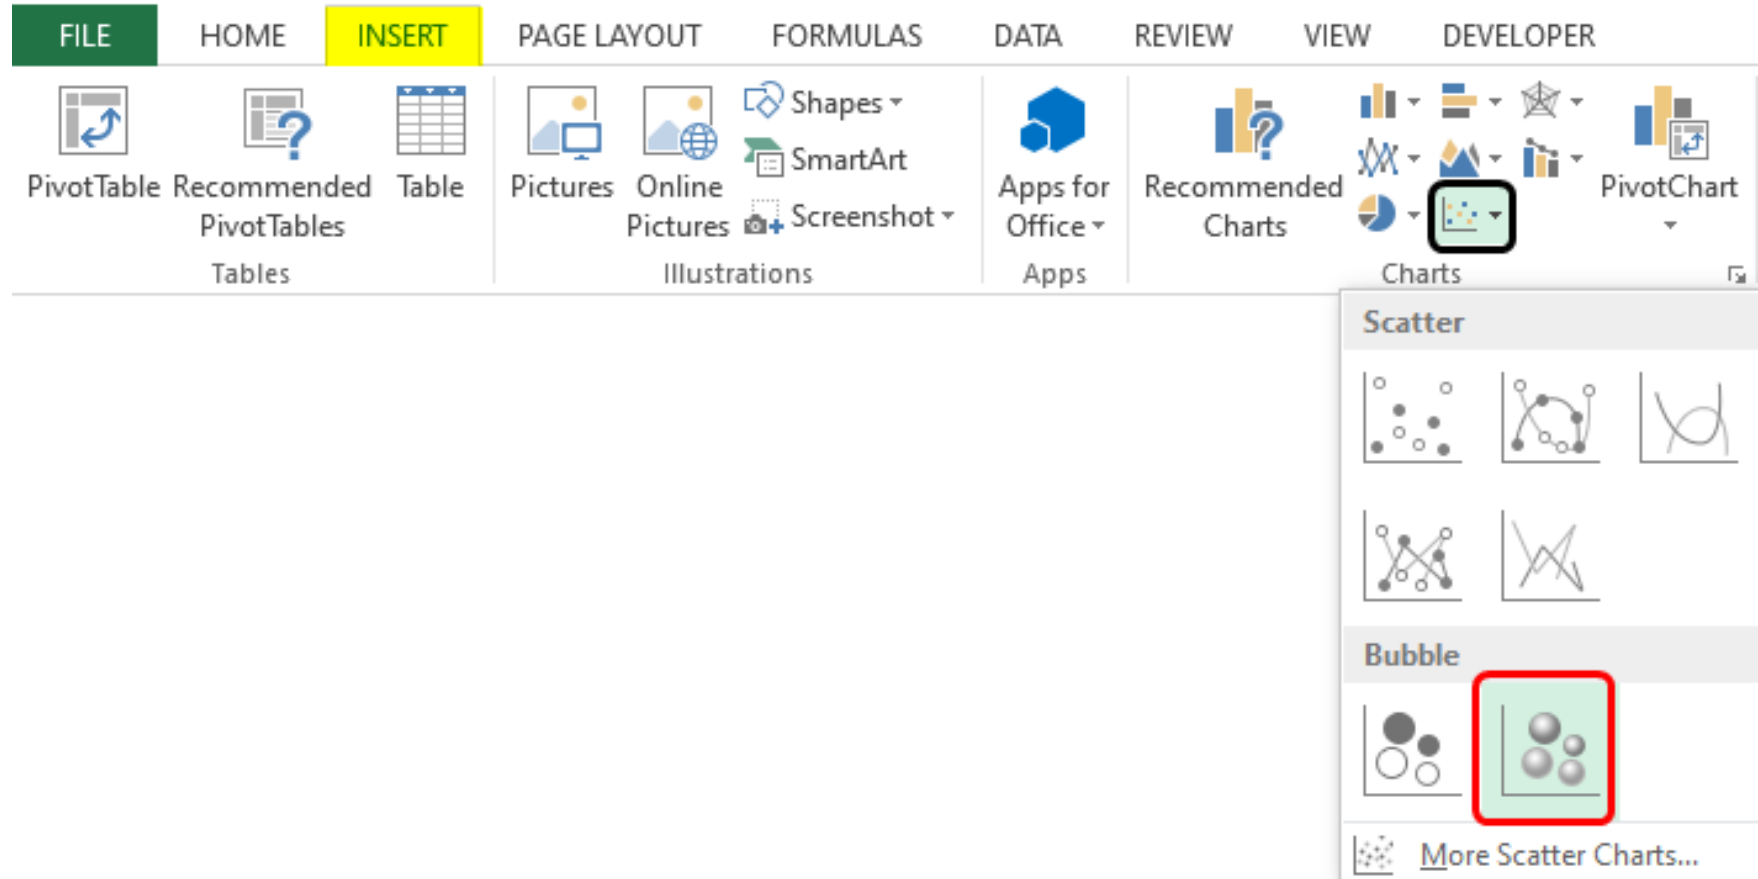 FILE HOME INSERT PAGE LAYOUT FORMULAS DATA REVIEW VIEW DEVELOPER
PivotTable
Recommended
PivotTables
Table
Tables
Pictures
Online
Pictures
Shapes
SmartArt
Screenshot
Illustrations
Apps for
Office
Apps
Recommended
Charts
PivotChart
Charts
Scatter
Bubble
More Scatter Charts...